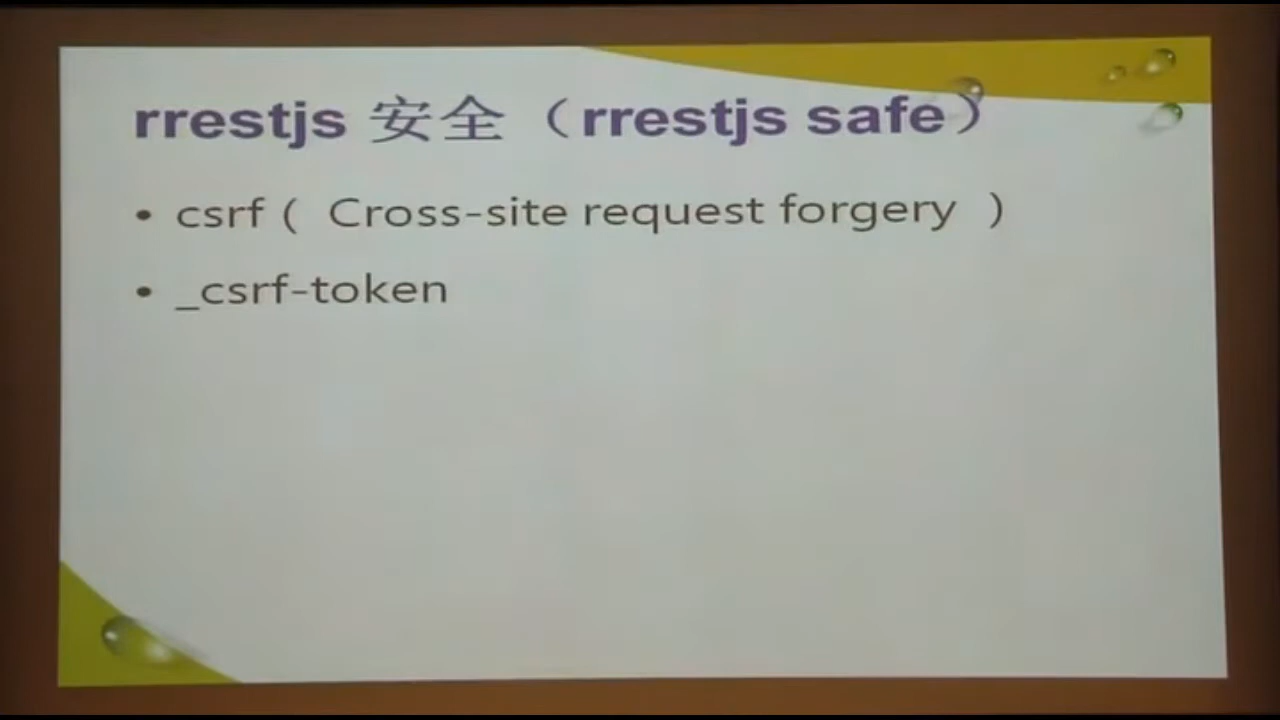 rrestjs 安全（rrestjs safe）
• csrf ( Cross-site request forgery )
• _csrf-token